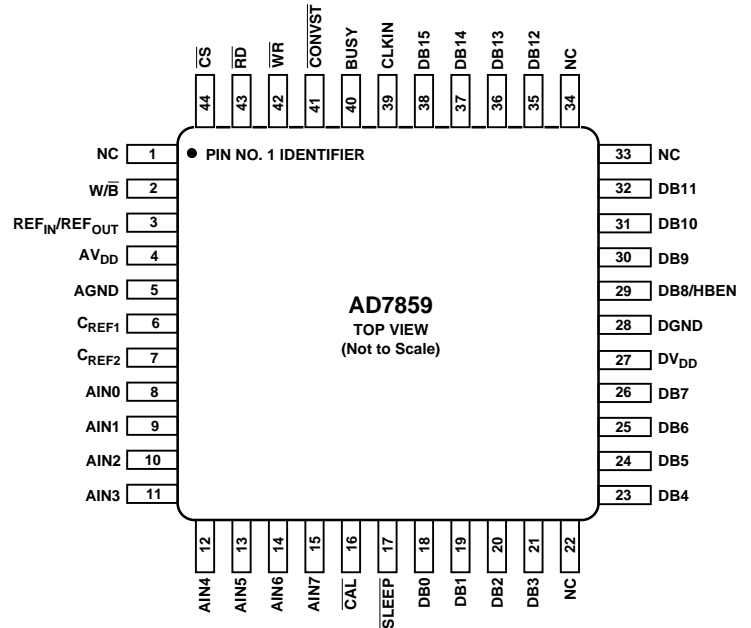 CS
RD
WR
CONVST
BUSY
CLKIN
DB15
DB14
DB13
DB12
NC
44
43
42
41
40
39
38
37
36
35
34
NC 1
W/B 2
REFIN/REFOUT 3
AVDD 4
AGND 5
CREF1 6
CREF2 7
AIN0 8
AIN1 9
AIN2 10
AIN3 11
PIN NO. 1 IDENTIFIER
AD7859
TOP VIEW
(Not to Scale)
33 NC
32 DB11
31 DB10
30 DB9
29 DB8/HBEN
28 DGND
27 DVDD
26 DB7
25 DB6
24 DB5
23 DB4
12
13
14
15
16
17
18
19
20
21
22
AIN4
AIN5
AIN6
AIN7
CAL
SLEEP
DB0
DB1
DB2
DB3
NC